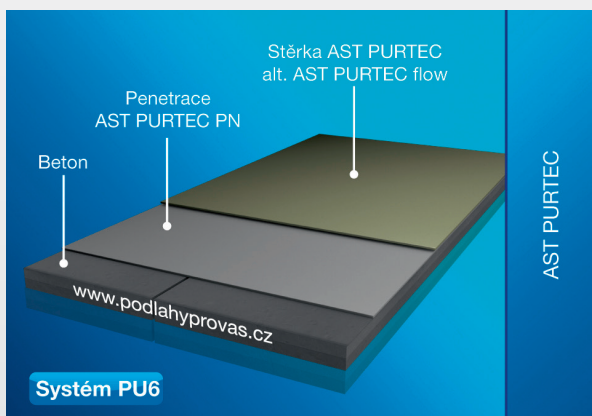 Stěrka AST PURTEC
alt. AST PURTEC flow
Penetrace
AST PURTEC PN
Beton
AST PURTEC
www.podlahyprovas.cz
Systém PU6